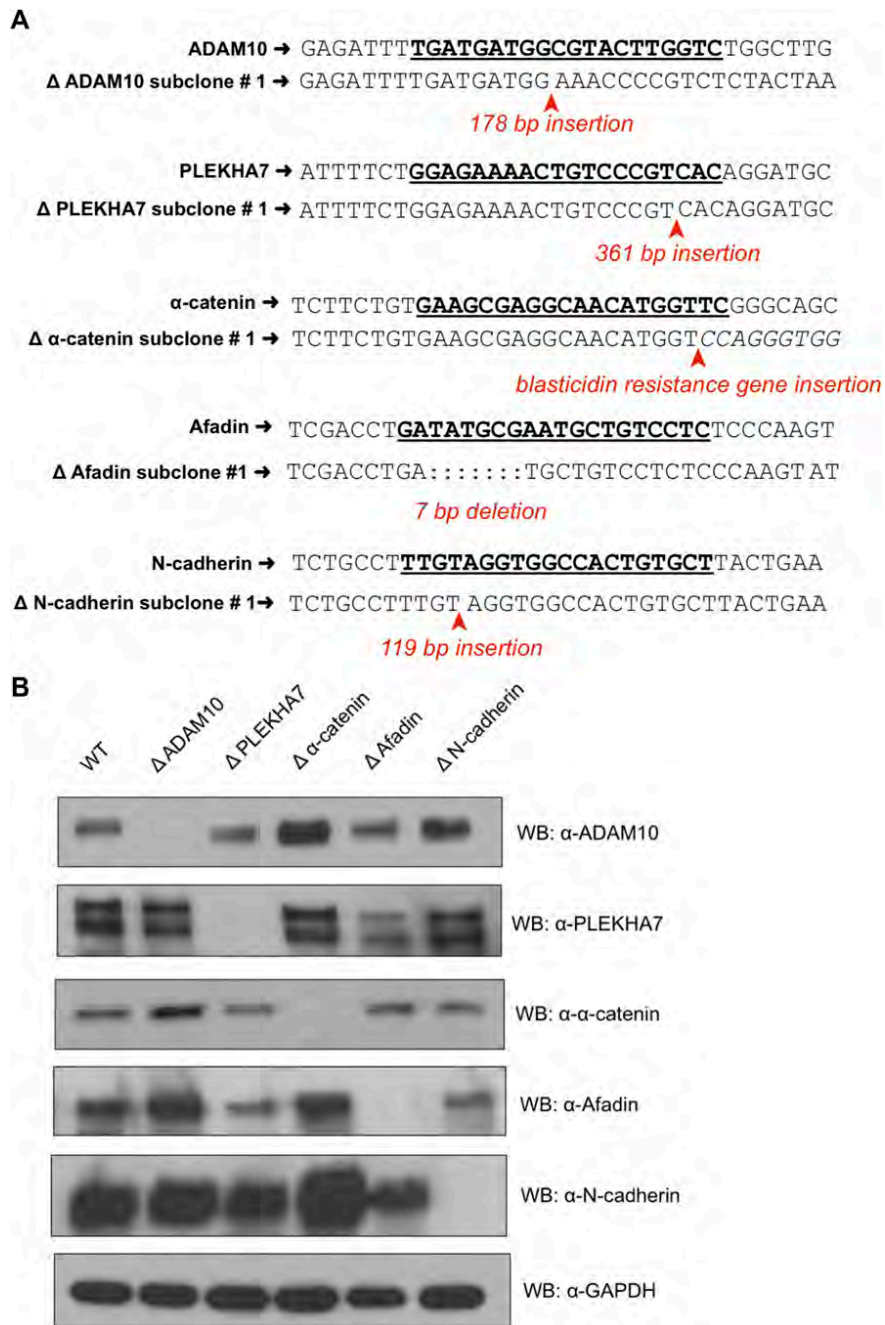 A
ADAM10 ➔ GAGATTTTGATGATGGCGTACTTGGTCTGGCTTG
Δ ADAM10 subclone # 1 ➔ GAGATTTTGATGATGGAAACCCCGTCTCTACTAA
178 bp insertion
PLEKHA7 ➔ ATTTTCTGGAGAAAACTGTCCCGTCACAGGATGC
Δ PLEKHA7 subclone # 1 ➔ ATTTTCTGGAGAAAACTGTCCCGTCACAGGATGC
361 bp insertion
α-catenin ➔ TCTTCTGTGAAGCGAGGCAACATGGTTCGGGCAGC
Δ α-catenin subclone # 1 ➔ TCTTCTGTGAAGCGAGGCAACATGGTCCAGGGTGG
blasticidin resistance gene insertion
Afadin ➔ TCGACCTGATATGCGAATGCTGTCCTCTCCCAAGT
Δ Afadin subclone #1 ➔ TCGACCTGA:::::::TGCTGTCCTCTCCCAAGTAT
7 bp deletion
N-cadherin ➔ TCTGCCTTTGTAGGTGGCCACTGTGCTTACTGAA
Δ N-cadherin subclone # 1➔ TCTGCCTTTGTAGGTGGCCACTGTGCTTACTGAA
119 bp insertion
B
WT ΔADAM10 ΔPLEKHA7 Δ α-catenin ΔAfadin Δ N-cadherin
WB: α-ADAM10
WB: α-PLEKHA7
WB: α-α-catenin
WB: α-Afadin
WB: α-N-cadherin
WB: α-GAPDH